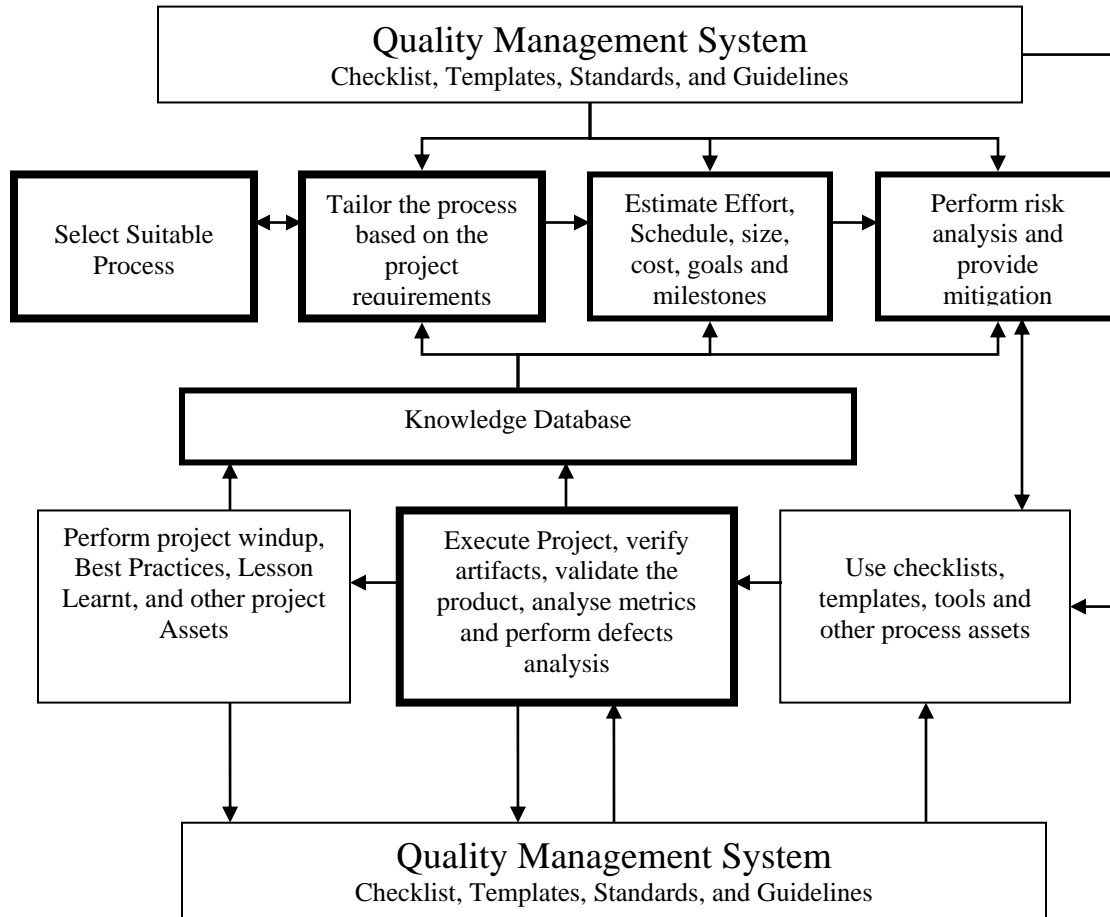 Quality Management System
Checklist, Templates, Standards, and Guidelines
Select Suitable
Process
Tailor the process
based on the
project
requirements
Estimate Effort,
Schedule, size,
cost, goals and
milestones
Perform risk
analysis and
provide
mitigation
Knowledge Database
Perform project windup,
Best Practices, Lesson
Learnt, and other project
Assets
Execute Project, verify
artifacts, validate the
product, analyse metrics
and perform defects
analysis
Use checklists,
templates, tools and
other process assets
Quality Management System
Checklist, Templates, Standards, and Guidelines